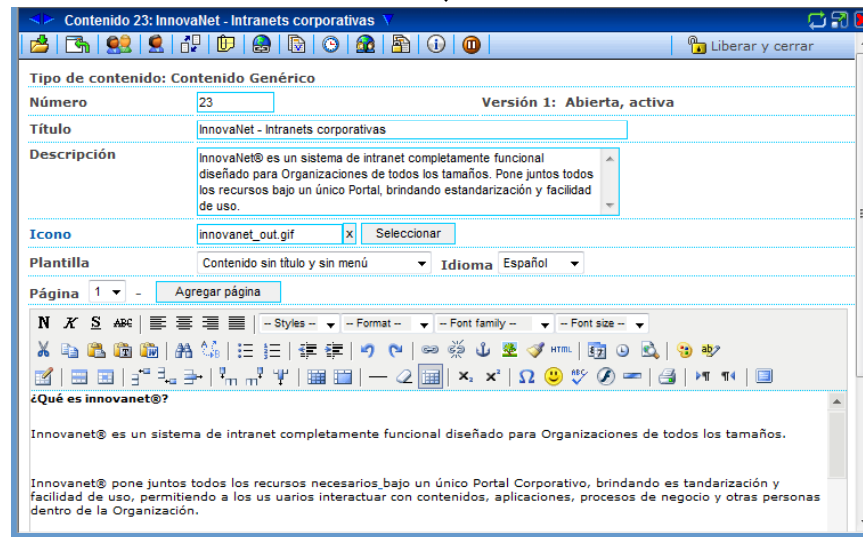 Contenido 23: InnovaNet - Intranets corporativas
Liberar y cerrar
Tipo de contenido: Contenido Genérico
Número 23 Versión 1: Abierta, activa
Título InnovaNet - Intranets corporativas
Descripción InnovaNet® es un sistema de intranet completamente funcional
diseñado para Organizaciones de todos los tamaños. Pone juntos todos
los recursos bajo un único Portal, brindando estandarización y facilidad
de uso.
Icono innovanet_out.gif x Seleccionar
Plantilla Contenido sin título y sin menú Idioma Español
Página 1 - Agregar página
N K S ABC -- Styles -- -- Format -- -- Font family -- -- Font size --
HTML
¿Qué es innovanet®?
Innovanet® es un sistema de intranet completamente funcional diseñado para Organizaciones de todos los tamaños.
Innovanet® pone juntos todos los recursos necesarios bajo un único Portal Corporativo, brindando es tandarización y
facilidad de uso, permitiendo a los us uarios interactuar con contenidos, aplicaciones, procesos de negocio y otras personas
dentro de la Organización.